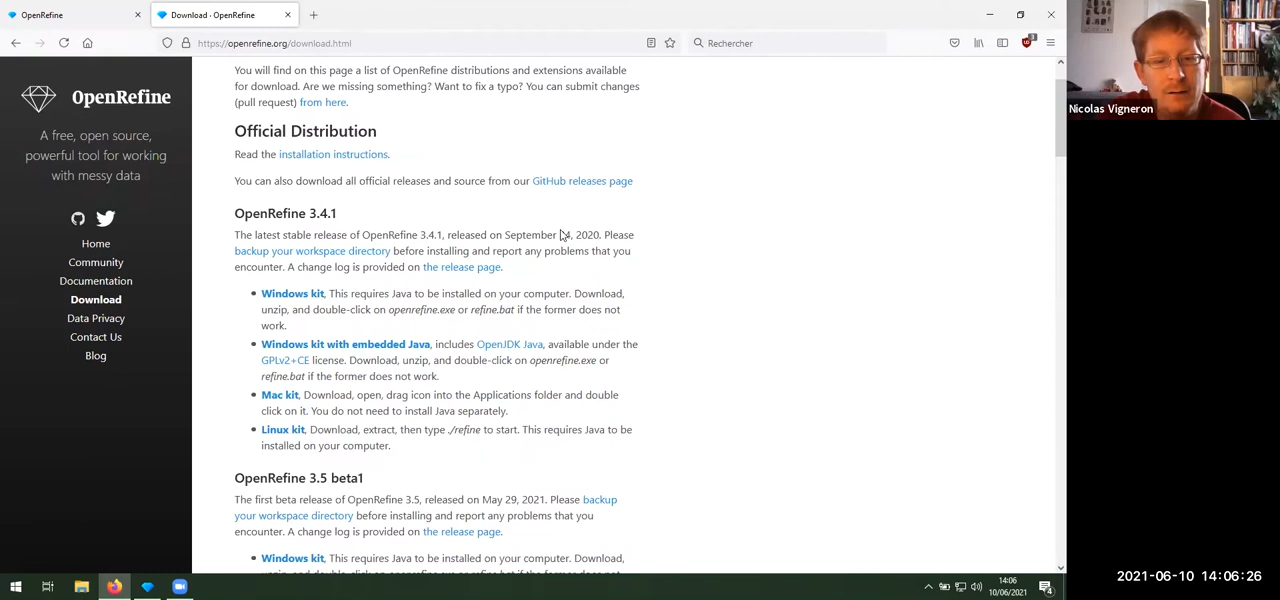 OpenRefine
Download · OpenRefine
https://openrefine.org/download.html
Rechercher
3
Nicolas Vigneron
OpenRefine
A free, open source,
powerful tool for working
with messy data
Home
Community
Documentation
Download
Data Privacy
Contact Us
Blog
You will find on this page a list of OpenRefine distributions and extensions available
for download. Are we missing something? Want to fix a typo? You can submit changes
(pull request) from here.
Official Distribution
Read the installation instructions.
You can also download all official releases and source from our GitHub releases page
OpenRefine 3.4.1
The latest stable release of OpenRefine 3.4.1, released on September 2020. Please
backup your workspace directory before installing and report any problems that you
encounter. A change log is provided on the release page.
• Windows kit, This requires Java to be installed on your computer. Download,
unzip, and double-click on openrefine.exe or refine.bat if the former does not
work.
• Windows kit with embedded Java, includes OpenJDK Java, available under the
GPLv2+CE license. Download, unzip, and double-click on openrefine.exe or
refine.bat if the former does not work.
• Mac kit, Download, open, drag icon into the Applications folder and double
click on it. You do not need to install Java separately.
• Linux kit, Download, extract, then type ./refine to start. This requires Java to be
installed on your computer.
OpenRefine 3.5 beta1
The first beta release of OpenRefine 3.5, released on May 29, 2021. Please backup
your workspace directory before installing and report any problems that you
encounter. A change log is provided on the release page.
• Windows kit, This requires Java to be installed on your computer. Download,
14:06
10/06/2021
4
2021-06-10 14:06:26